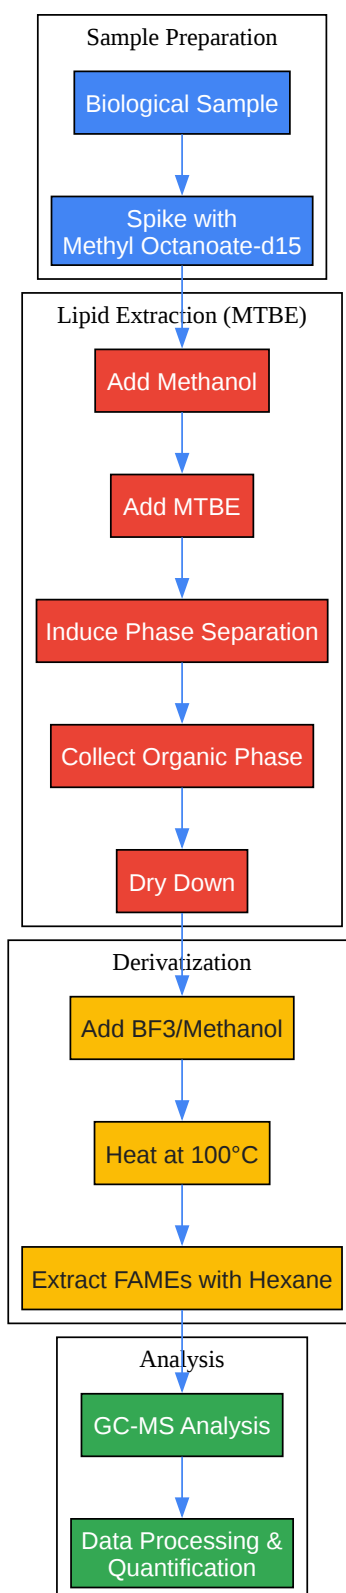 Sample Preparation
Biological Sample
Spike with
Methyl Octanoate-d15
Lipid Extraction (MTBE)
Add Methanol
Add MTBE
Induce Phase Separation
Collect Organic Phase
Dry Down
Derivatization
Add BF3/Methanol
Heat at 100°C
Extract FAMEs with Hexane
Analysis
GC-MS Analysis
Data Processing &
Quantification